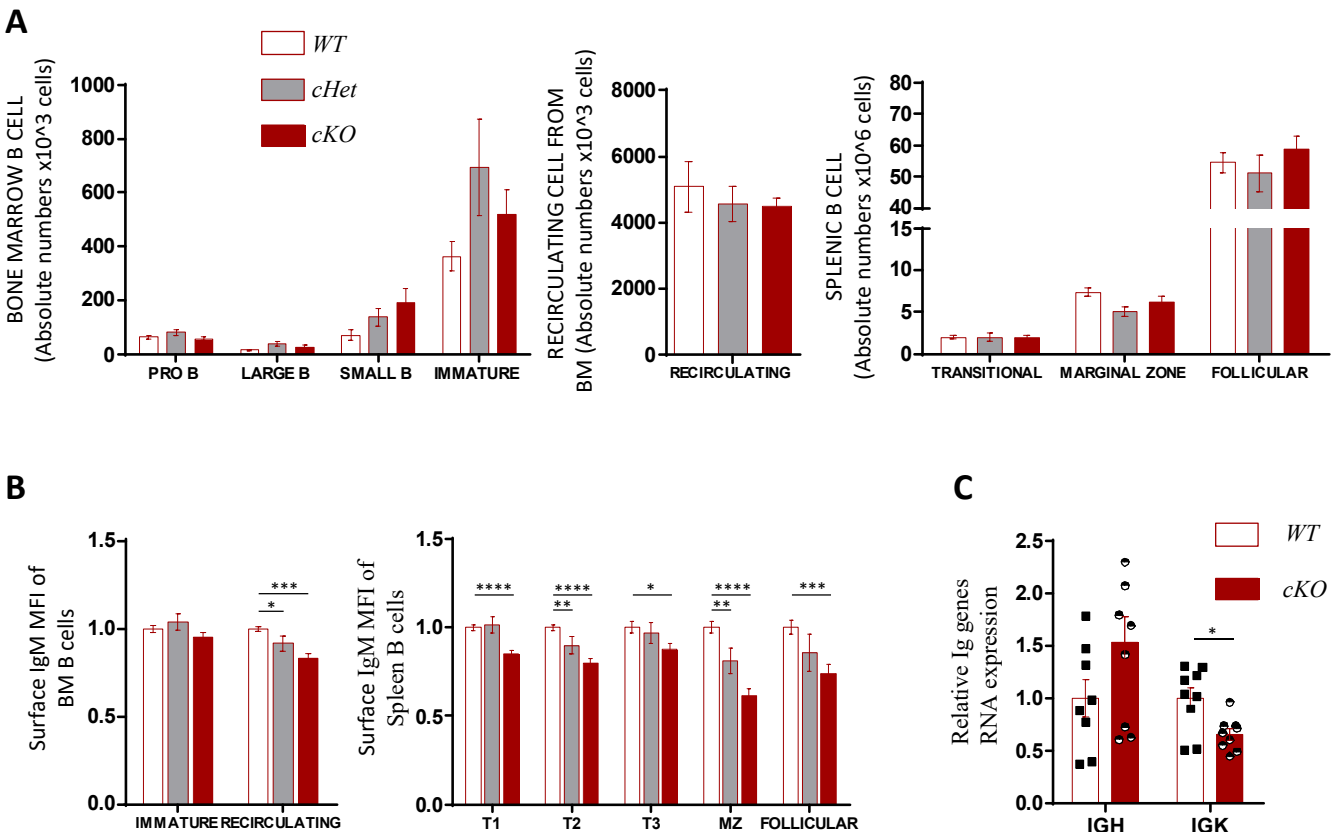 A
WT
cHet
cKO
BONE MARROW B CELL
(Absolute numbers x10^3 cells)
1000
800
600
400
200
0
PRO B
LARGE B
SMALL B
IMMATURE
RECIRCULATING CELL FROM
BM (Absolute numbers x10^3 cells)
8000
6000
4000
2000
0
RECIRCULATING
SPLENIC B CELL
(Absolute numbers x10^6 cells)
80
70
60
50
40
15
10
5
0
TRANSITIONAL
MARGINAL ZONE
FOLLICULAR
B
Surface IgM MFI of
BM B cells
1.5
1.0
0.5
0.0
***
*
IMMATURE
RECIRCULATING
Surface IgM MFI of
Spleen B cells
1.5
1.0
0.5
0.0
****
****
**
*
****
**
***
T1
T2
T3
MZ
FOLLICULAR
C
WT
cKO
Relative Ig genes
RNA expression
2.5
2.0
1.5
1.0
0.5
0.0
*
IGH
IGK